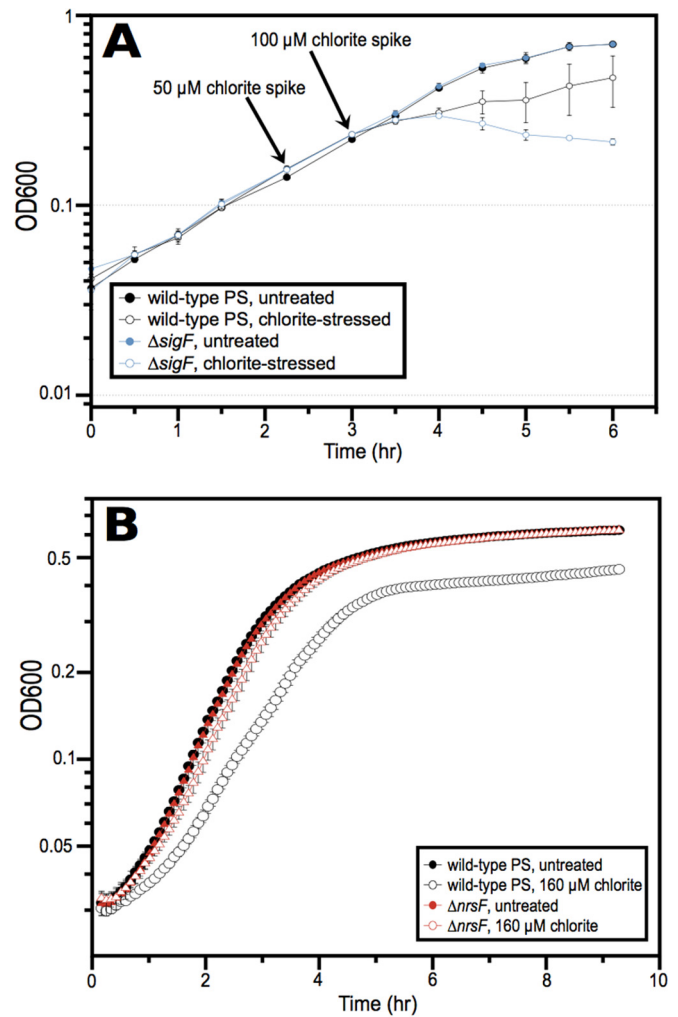 A
1
100 µM chlorite spike
50 µM chlorite spike
OD600
0.1
wild-type PS, untreated
wild-type PS, chlorite-stressed
ΔsigF, untreated
ΔsigF, chlorite-stressed
0.01
0 1 2 3 4 5 6
Time (hr)
B
0.5
0.2
OD600
0.1
0.05
wild-type PS, untreated
wild-type PS, 160 µM chlorite
ΔnrsF, untreated
ΔnrsF, 160 µM chlorite
0 2 4 6 8 10
Time (hr)